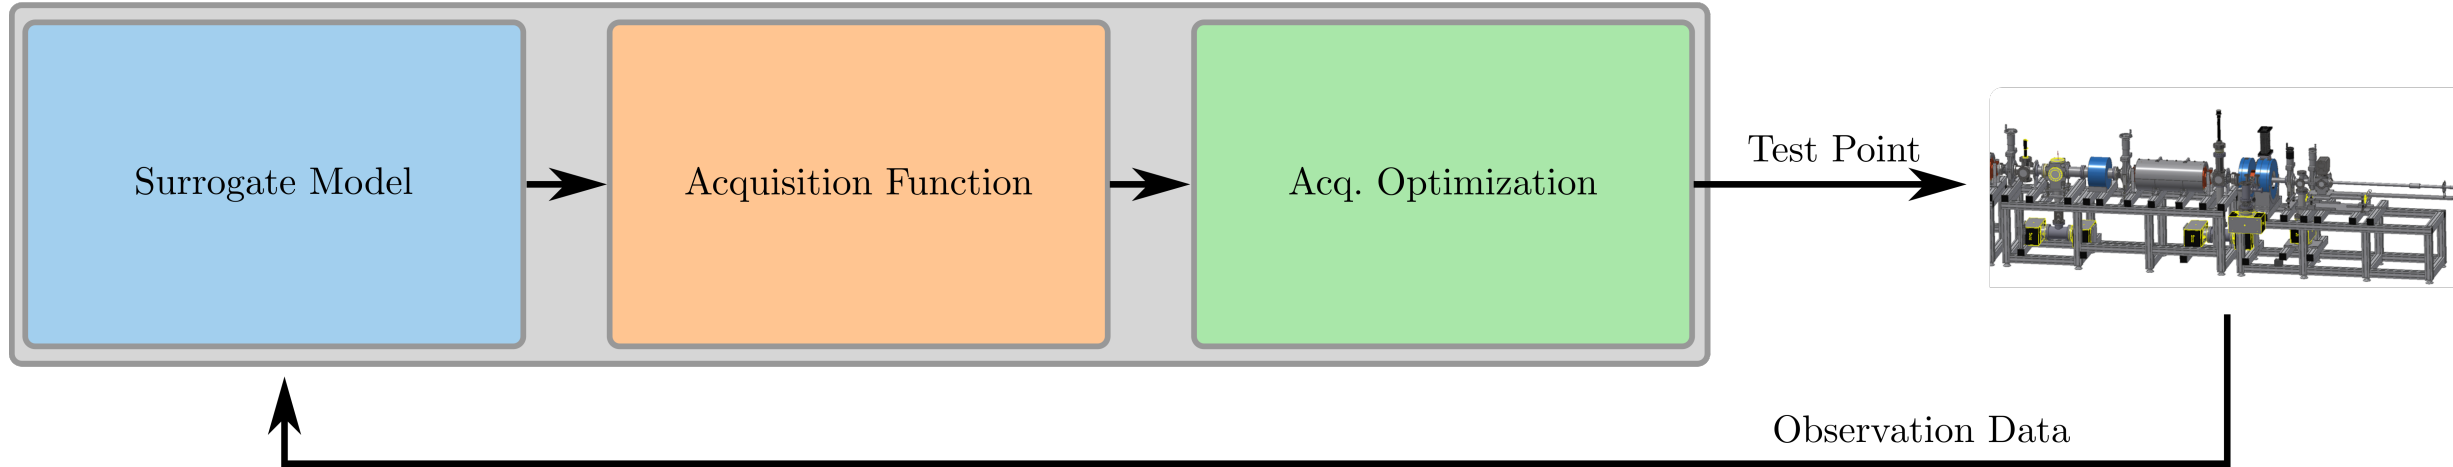 Surrogate Model
Acquisition Function
Acq. Optimization
Test Point
Observation Data